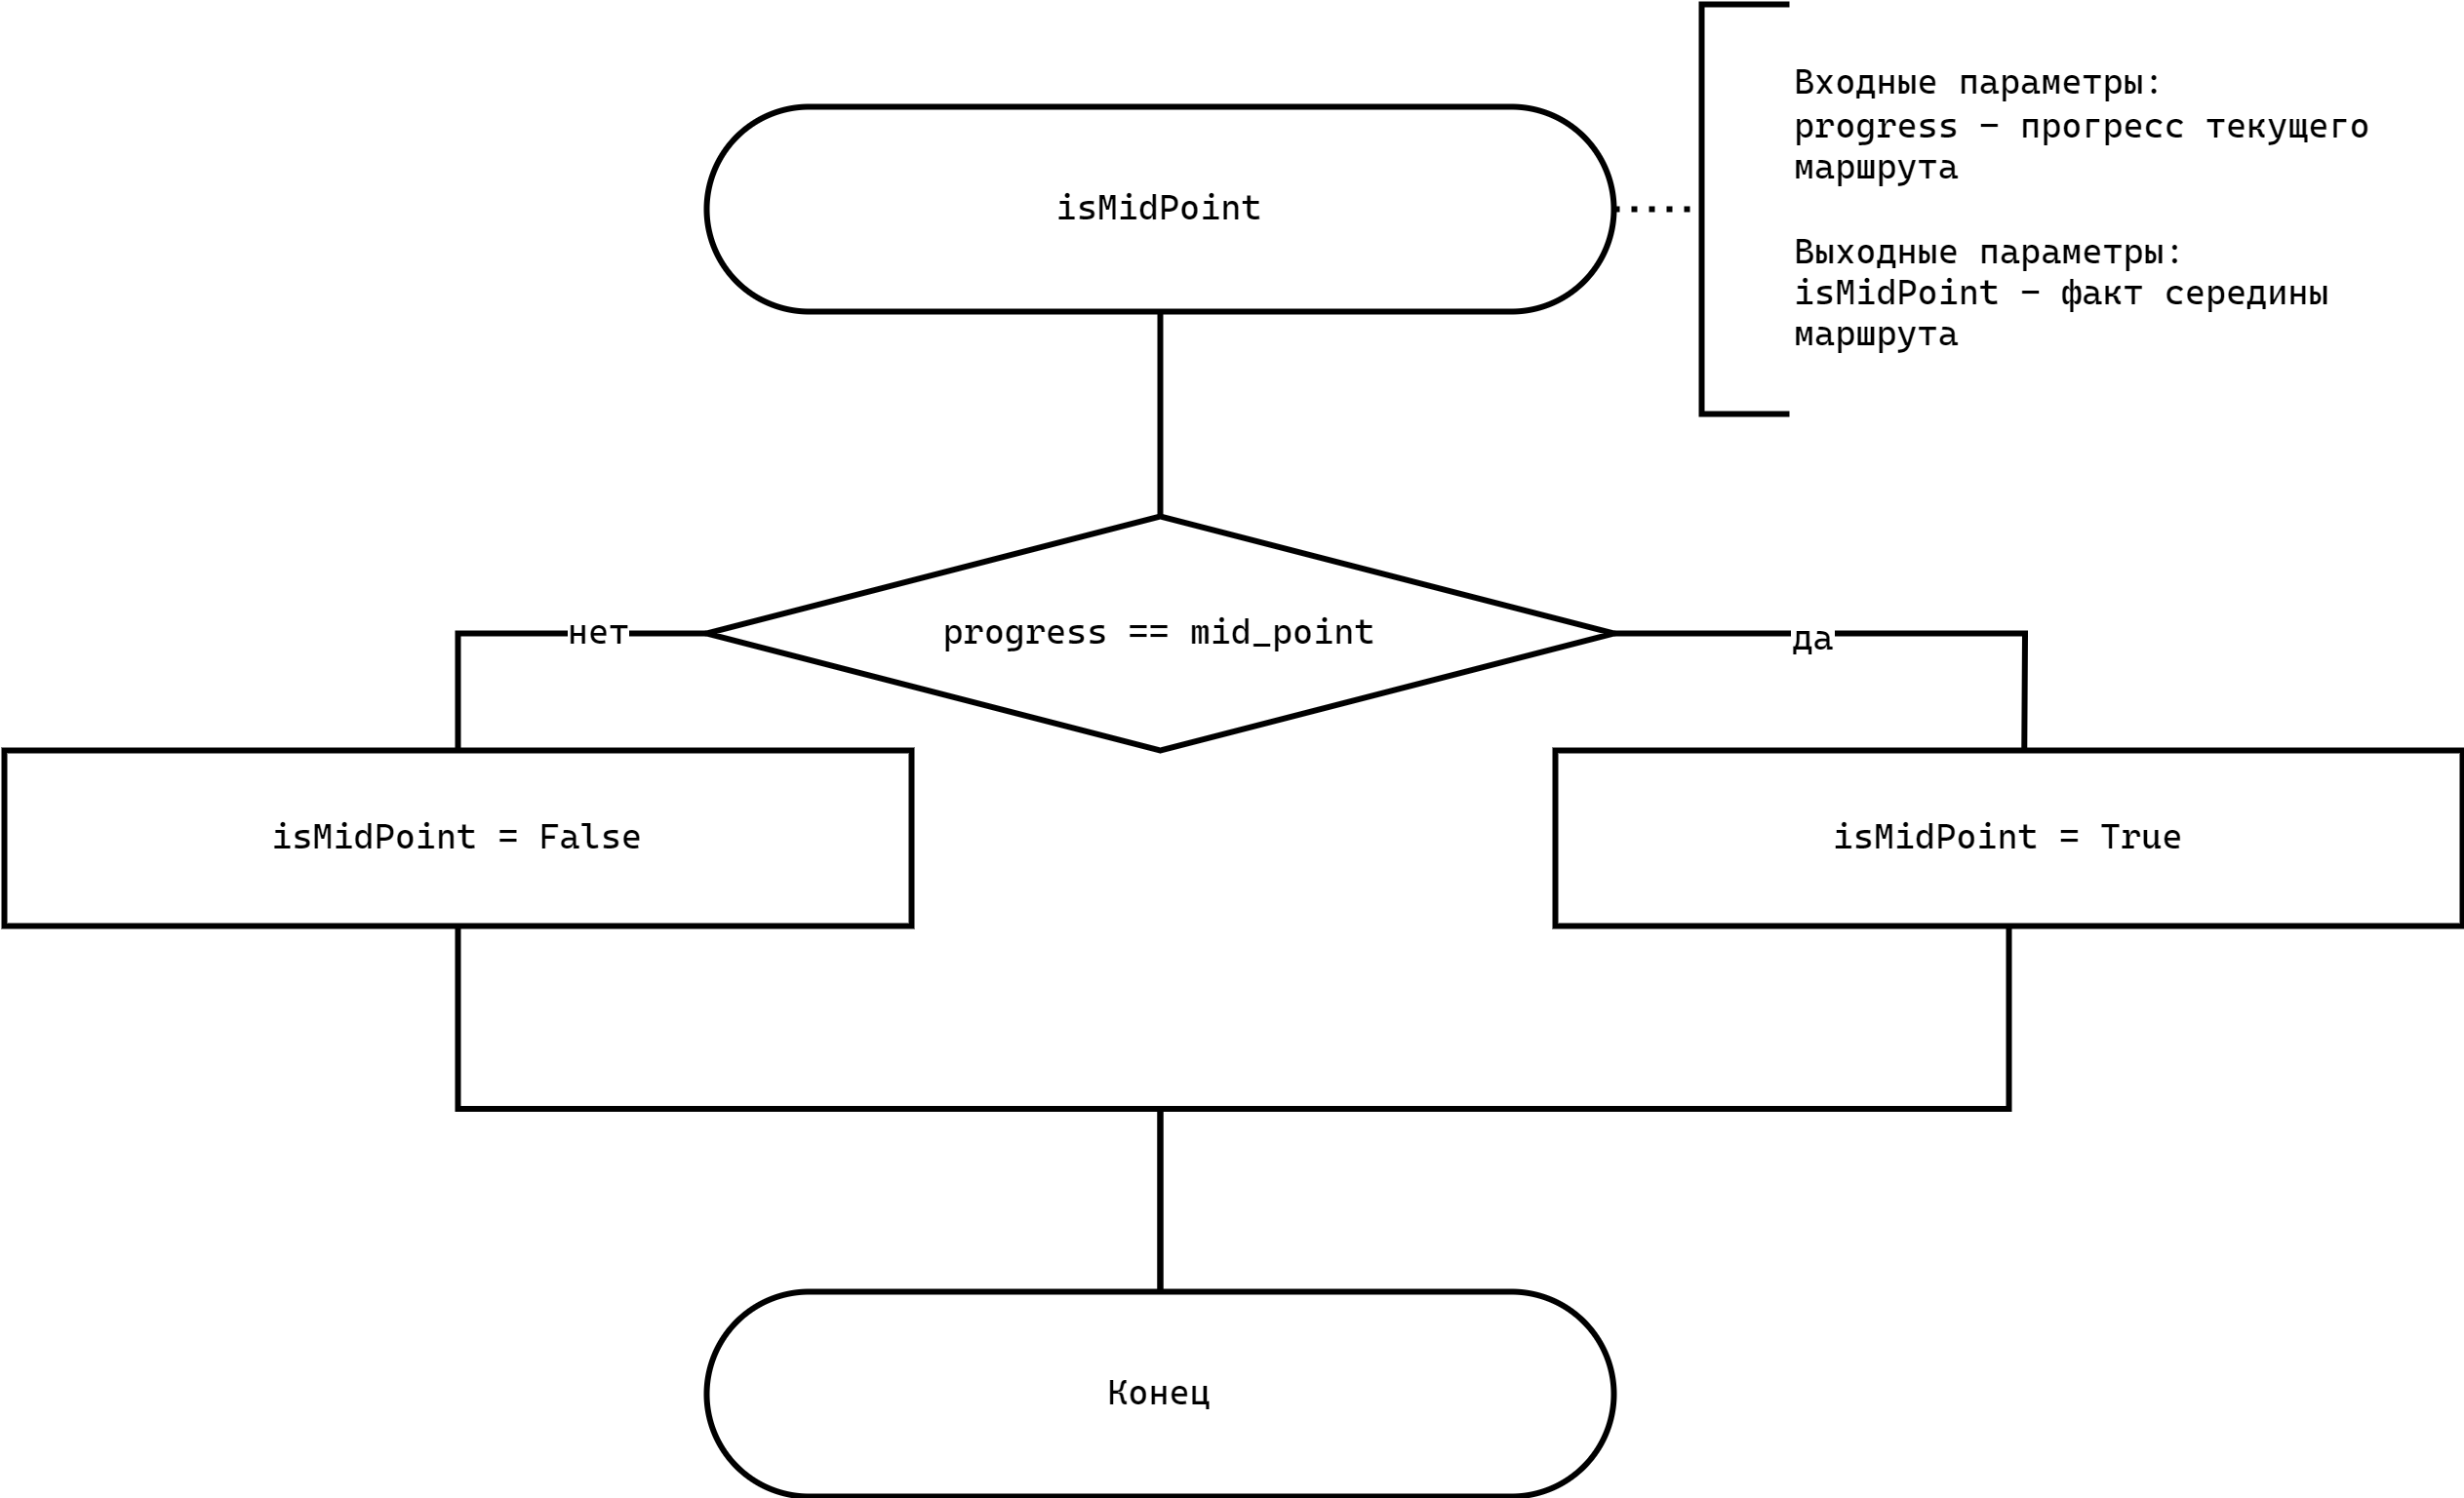 Входные параметры:
progress – прогресс текущего
маршрута
isMidPoint
Выходные параметры:
isMidPoint – факт середины
маршрута
progress == mid_point
нет
да
isMidPoint = False
isMidPoint = True
Конец